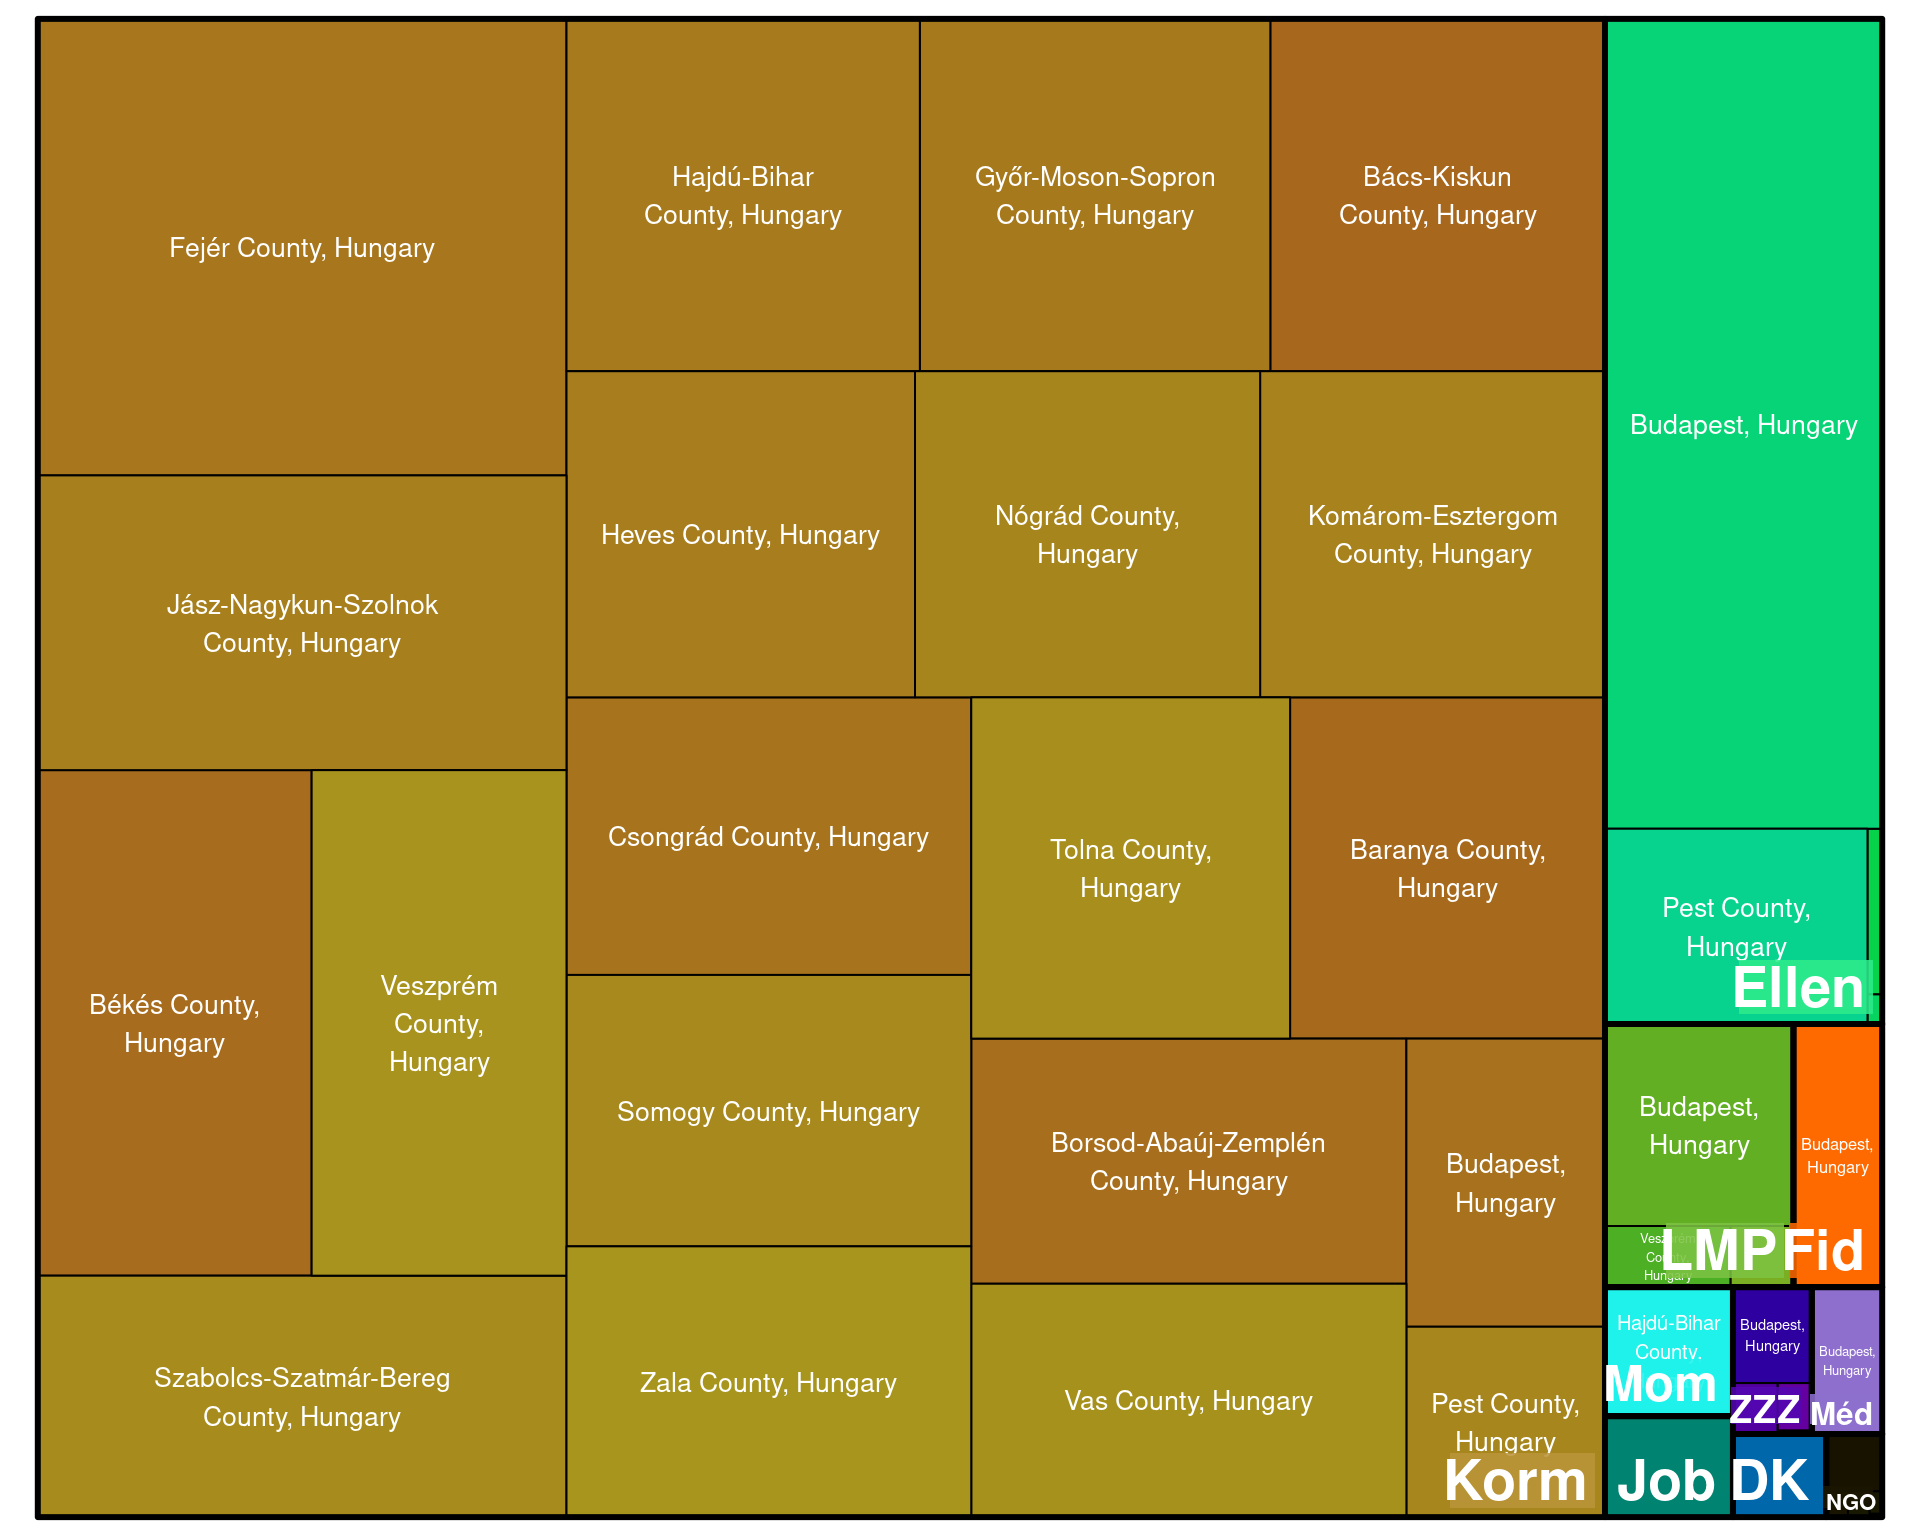 Fejér County, Hungary
Hajdú-Bihar
County, Hungary
Győr-Moson-Sopron
County, Hungary
Bács-Kiskun
County, Hungary
Budapest, Hungary
Jász-Nagykun-Szolnok
County, Hungary
Heves County, Hungary
Nógrád County,
Hungary
Komárom-Esztergom
County, Hungary
Békés County,
Hungary
Veszprém
County,
Hungary
Csongrád County, Hungary
Tolna County,
Hungary
Baranya County,
Hungary
Pest County,
Hungary
Ellen
Somogy County, Hungary
Borsod-Abaúj-Zemplén
County, Hungary
Budapest,
Hungary
Budapest,
Hungary
Veszprém
County,
Hungary
LMP
Budapest,
Hungary
Fid
Szabolcs-Szatmár-Bereg
County, Hungary
Zala County, Hungary
Vas County, Hungary
Pest County,
Hungary
Korm
Hajdú-Bihar
County,
Mom
Budapest,
Hungary
ZZZ
Budapest,
Hungary
Méd
Job
DK
NGO